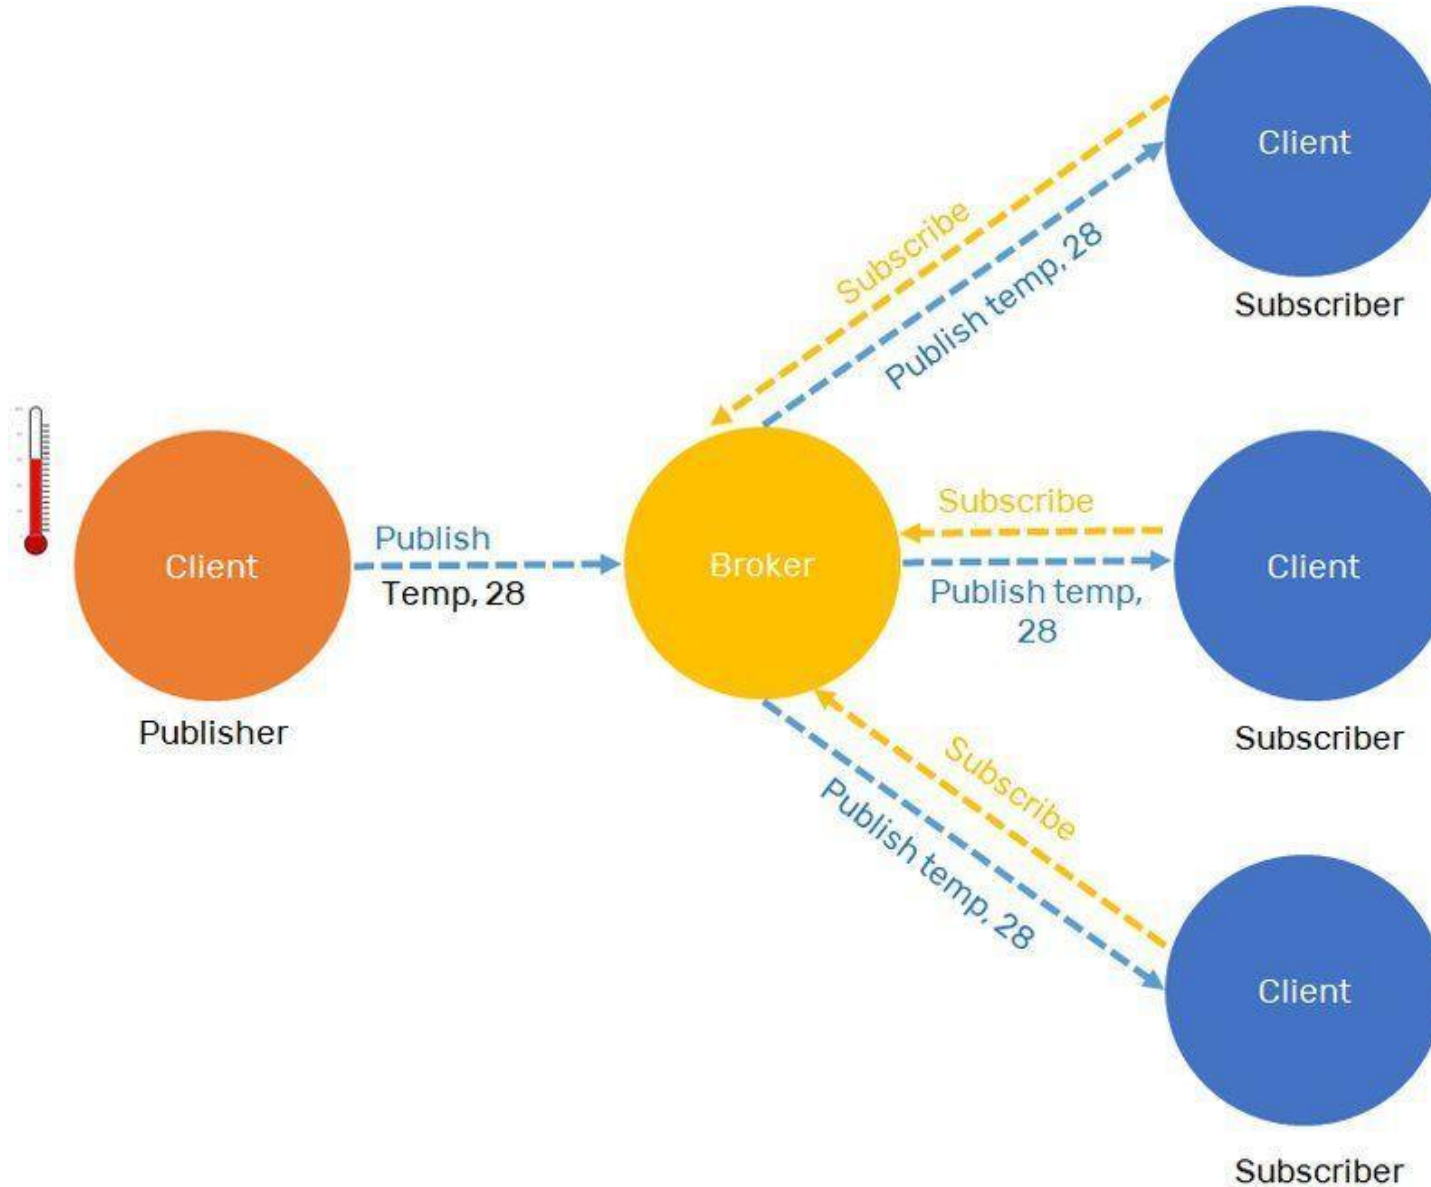 Client
Subscribe
Publish temp, 28
Subscriber
Client
Publish
Temp, 28
Publisher
Broker
Subscribe
Publish temp,
28
Client
Subscriber
Subscribe
Publish temp, 28
Client
Subscriber